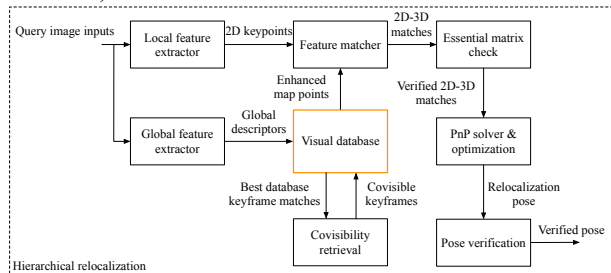 Query image inputs
Local feature
extractor
2D keypoints
Feature matcher
2D-3D
matches
Essential matrix
check
Enhanced
map points
Verified 2D-3D
matches
Global feature
extractor
Global
descriptors
Visual database
PnP solver &
optimization
Best database
keyframe matches
Covisible
keyframes
Relocalization
pose
Covisibility
retrieval
Pose verification
Verified pose
Hierarchical relocalization